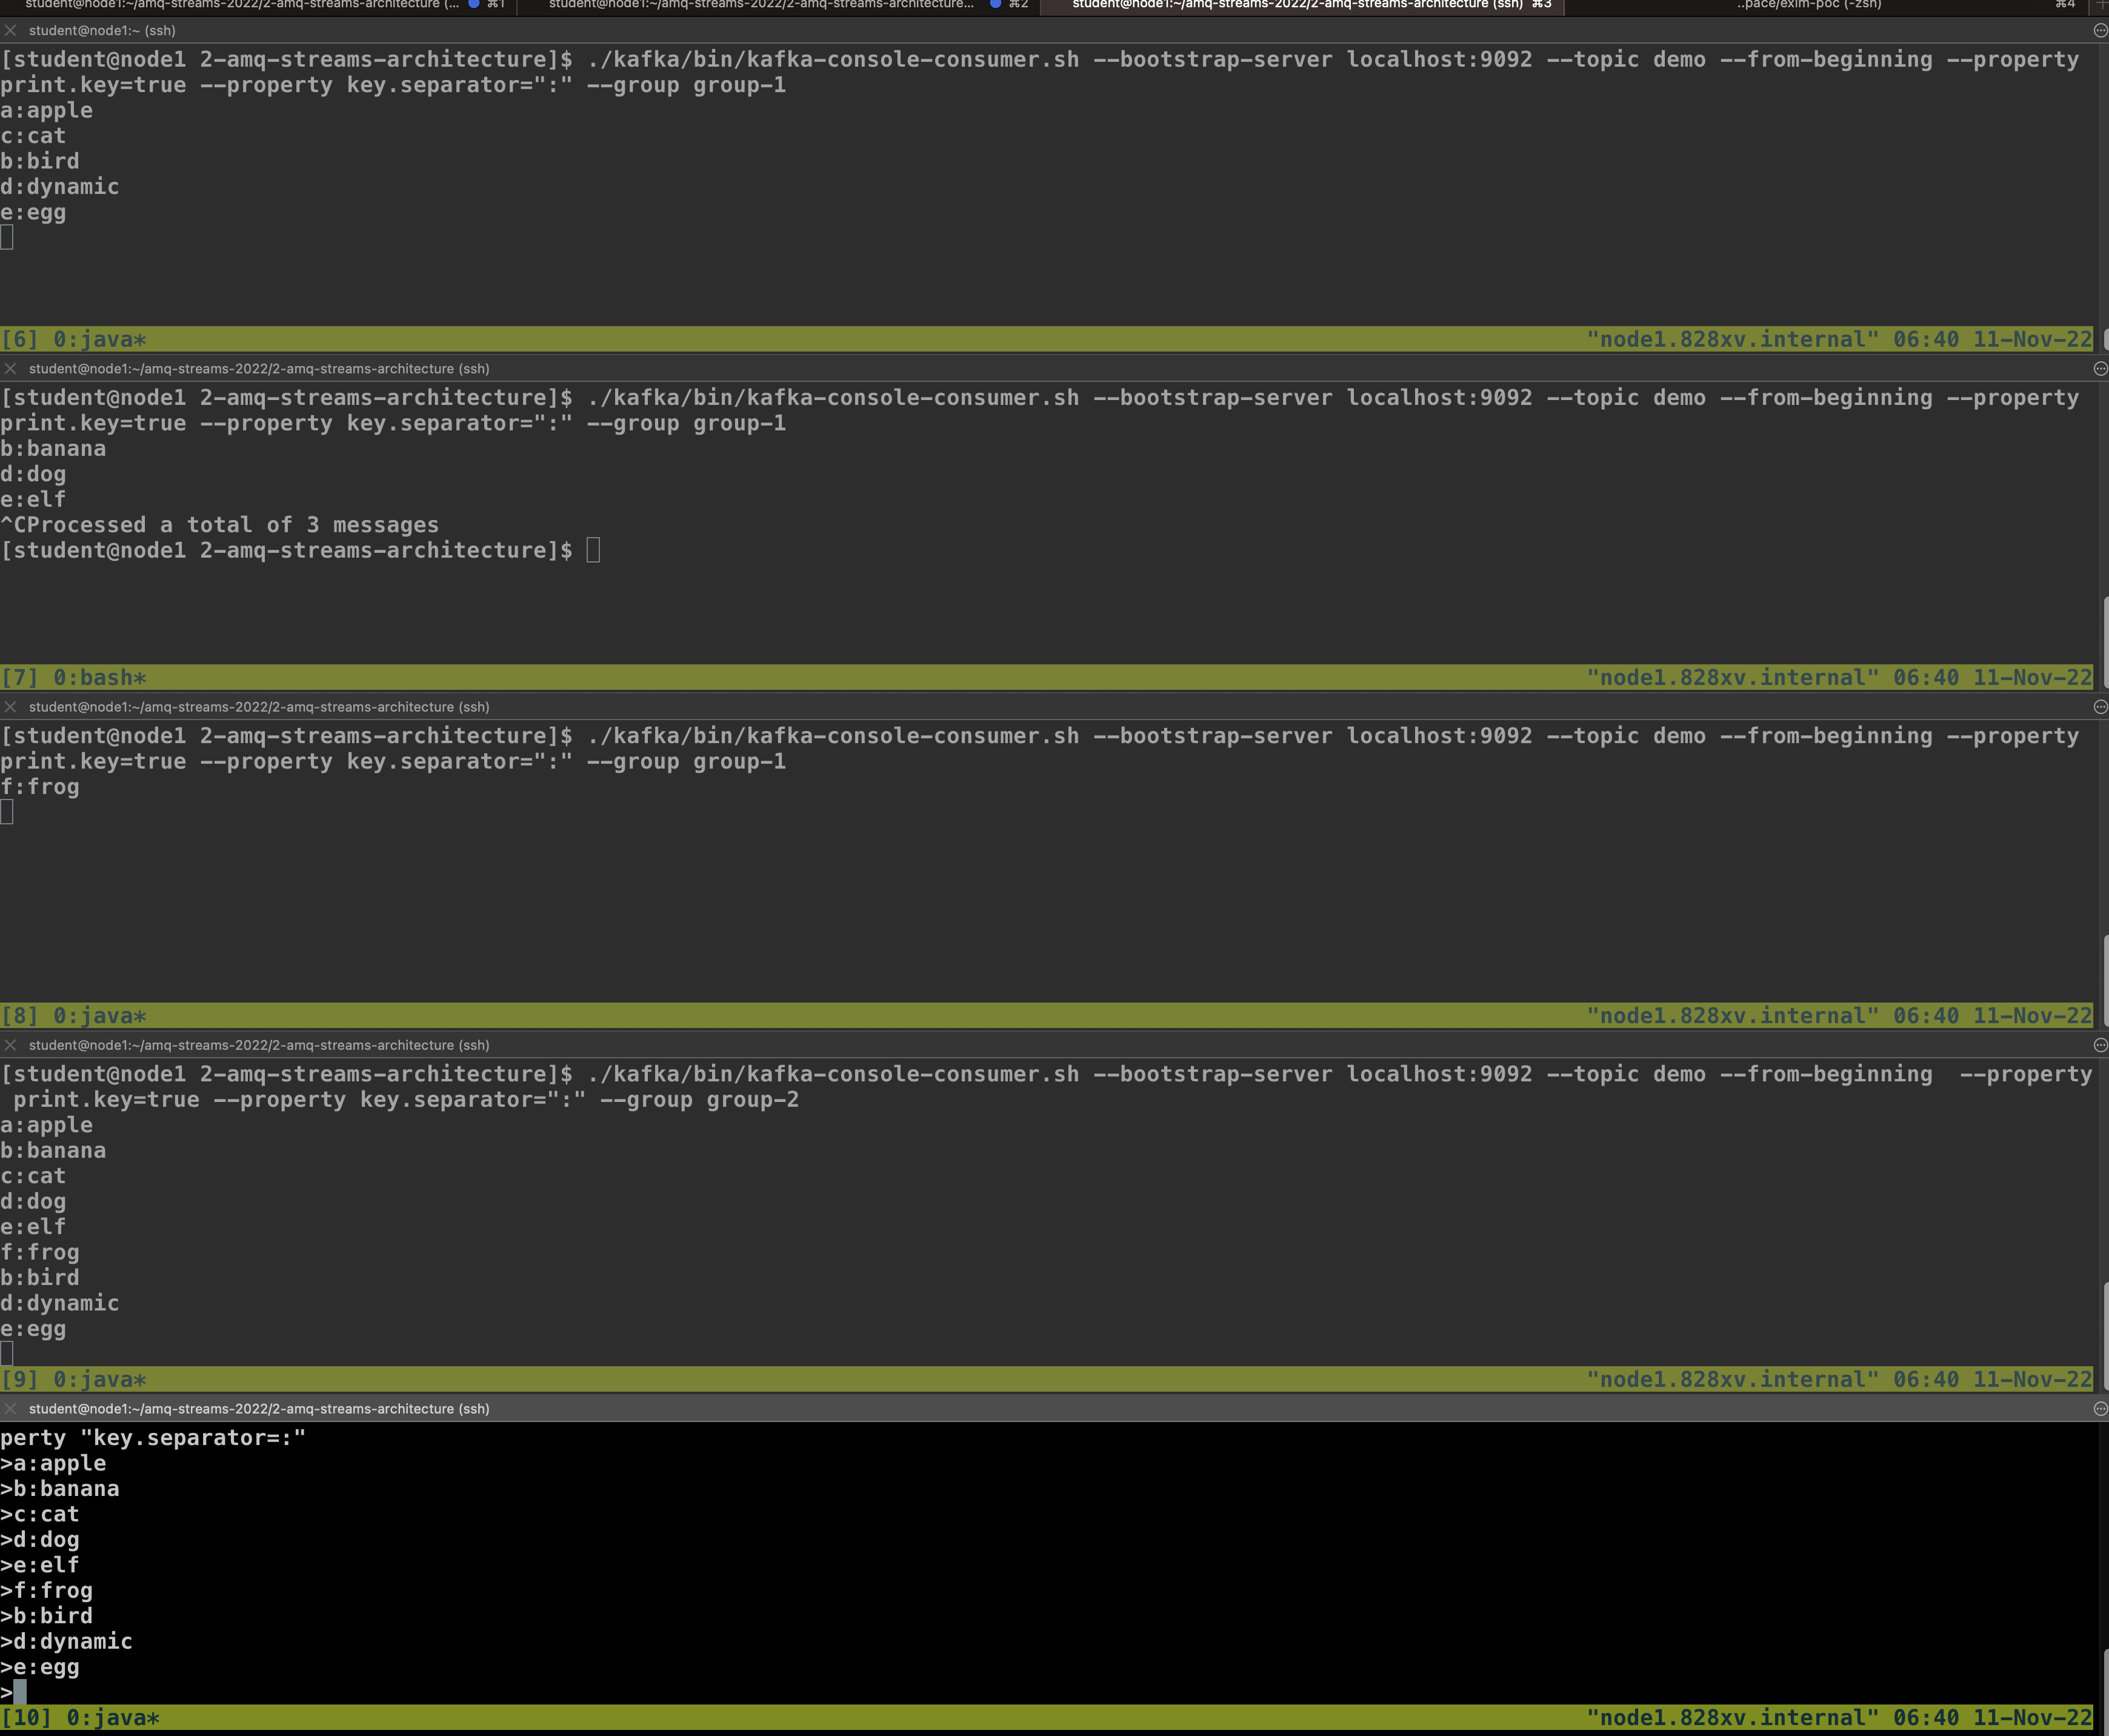 student@node1:~/amq-streams-2022/2-amq-streams-architecture (... ⌘1 student@node1:~/amq-streams-2022/2-amq-streams-architecture... ⌘2 student@node1:~/amq-streams-2022/2-amq-streams-architecture (ssh) ⌘3 ..pace/exim-poc (-zsh) ⌘4
student@node1:~ (ssh)
[student@node1 2-amq-streams-architecture]$ ./kafka/bin/kafka-console-consumer.sh --bootstrap-server localhost:9092 --topic demo --from-beginning --property
print.key=true --property key.separator=":" --group group-1
a:apple
c:cat
b:bird
d:dynamic
e:egg
[6] 0:java* "node1.828xv.internal" 06:40 11-Nov-22
student@node1:~/amq-streams-2022/2-amq-streams-architecture (ssh)
[student@node1 2-amq-streams-architecture]$ ./kafka/bin/kafka-console-consumer.sh --bootstrap-server localhost:9092 --topic demo --from-beginning --property
print.key=true --property key.separator=":" --group group-1
b:banana
d:dog
e:elf
^CProcessed a total of 3 messages
[student@node1 2-amq-streams-architecture]$
[7] 0:bash* "node1.828xv.internal" 06:40 11-Nov-22
student@node1:~/amq-streams-2022/2-amq-streams-architecture (ssh)
[student@node1 2-amq-streams-architecture]$ ./kafka/bin/kafka-console-consumer.sh --bootstrap-server localhost:9092 --topic demo --from-beginning --property
print.key=true --property key.separator=":" --group group-1
f:frog
[8] 0:java* "node1.828xv.internal" 06:40 11-Nov-22
student@node1:~/amq-streams-2022/2-amq-streams-architecture (ssh)
[student@node1 2-amq-streams-architecture]$ ./kafka/bin/kafka-console-consumer.sh --bootstrap-server localhost:9092 --topic demo --from-beginning  --property
 print.key=true --property key.separator=":" --group group-2
a:apple
b:banana
c:cat
d:dog
e:elf
f:frog
b:bird
d:dynamic
e:egg
[9] 0:java* "node1.828xv.internal" 06:40 11-Nov-22
student@node1:~/amq-streams-2022/2-amq-streams-architecture (ssh)
perty "key.separator=:"
>a:apple
>b:banana
>c:cat
>d:dog
>e:elf
>f:frog
>b:bird
>d:dynamic
>e:egg
>
[10] 0:java* "node1.828xv.internal" 06:40 11-Nov-22